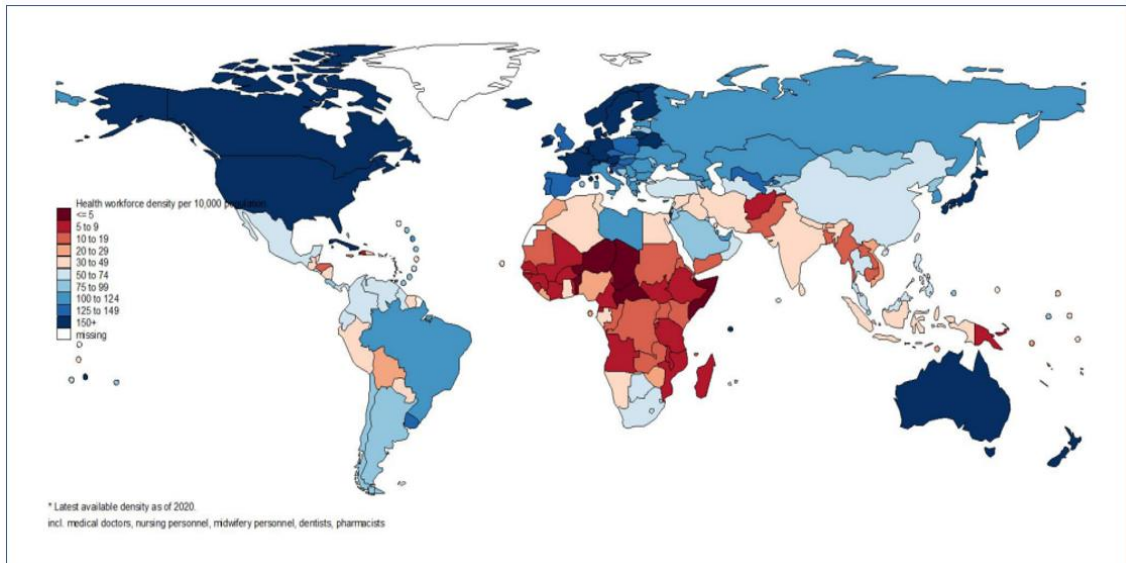 Health workforce density per 10,000 population
<= 5
5 to 9
10 to 19
20 to 29
30 to 49
50 to 74
75 to 99
100 to 124
125 to 149
150+
missing
* Latest available density as of 2020.
incl. medical doctors, nursing personnel, midwifery personnel, dentists, pharmacists